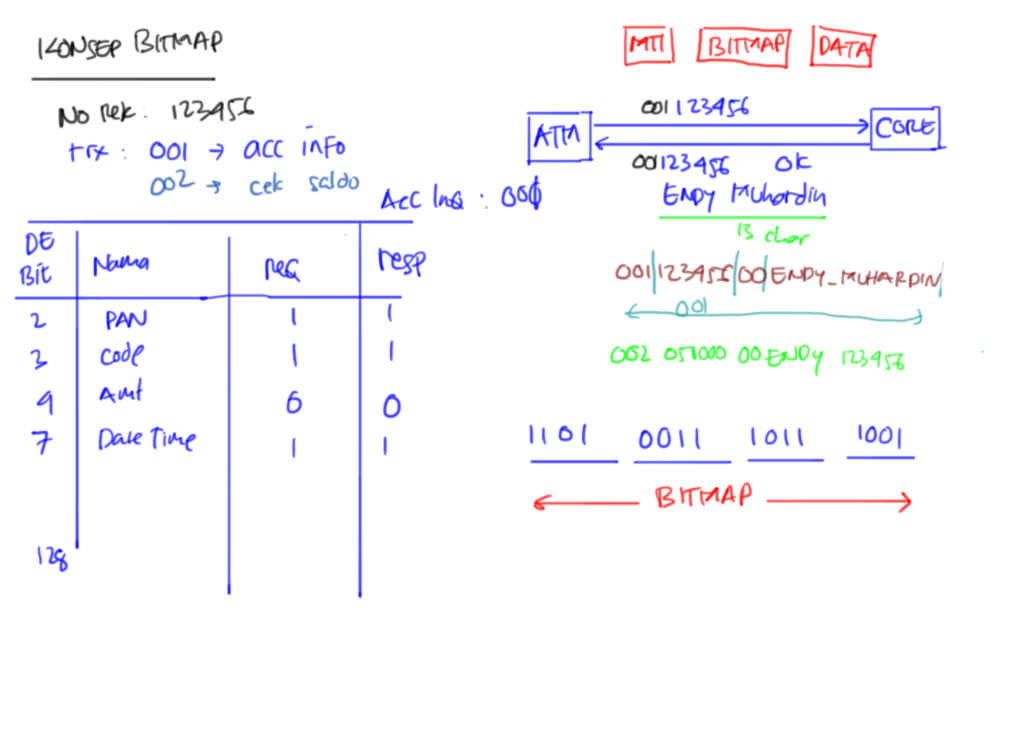 KONSEP BITMAP
No rek: 123456
trx: 001 → acc info
002 → cek saldo
Acc Inq: 000
DE Bit Nama req resp
2 PAN 1 1
3 Code 1 1
4 Amt 0 0
7 Date Time 1 1
128
MTI BITMAP DATA
001123456
ATM CORE
00123456 OK
ENDY MUhardin
13 char
001|123456|00|ENDY_MUHARDIN|
001
002 051000 00 ENDY 123456
1101 0011 1011 1001
BITMAP